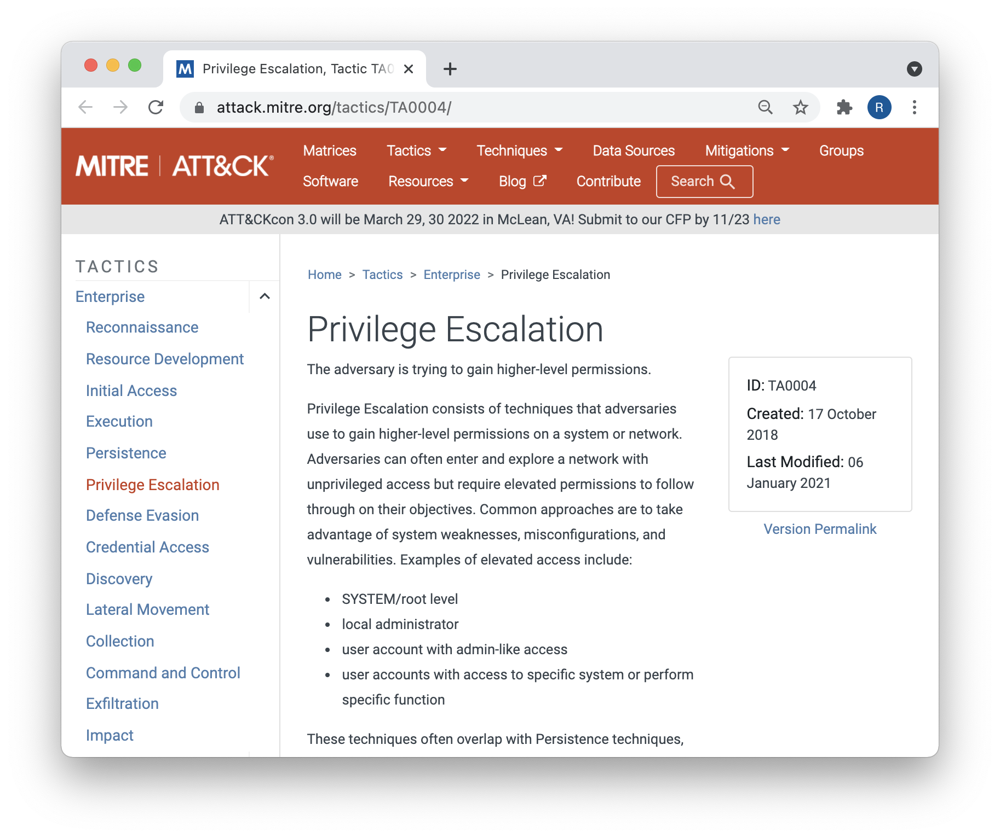 M Privilege Escalation, Tactic TA0
attack.mitre.org/tactics/TA0004/
R
MITRE | ATT&CK®
Matrices Tactics Techniques Data Sources Mitigations Groups
Software Resources Blog Contribute Search
ATT&CKcon 3.0 will be March 29, 30 2022 in McLean, VA! Submit to our CFP by 11/23 here
TACTICS
Enterprise
Reconnaissance
Resource Development
Initial Access
Execution
Persistence
Privilege Escalation
Defense Evasion
Credential Access
Discovery
Lateral Movement
Collection
Command and Control
Exfiltration
Impact
Home > Tactics > Enterprise > Privilege Escalation
Privilege Escalation
The adversary is trying to gain higher-level permissions.
Privilege Escalation consists of techniques that adversaries
use to gain higher-level permissions on a system or network.
Adversaries can often enter and explore a network with
unprivileged access but require elevated permissions to follow
through on their objectives. Common approaches are to take
advantage of system weaknesses, misconfigurations, and
vulnerabilities. Examples of elevated access include:
• SYSTEM/root level
• local administrator
• user account with admin-like access
• user accounts with access to specific system or perform
specific function
These techniques often overlap with Persistence techniques,
ID: TA0004
Created: 17 October
2018
Last Modified: 06
January 2021
Version Permalink